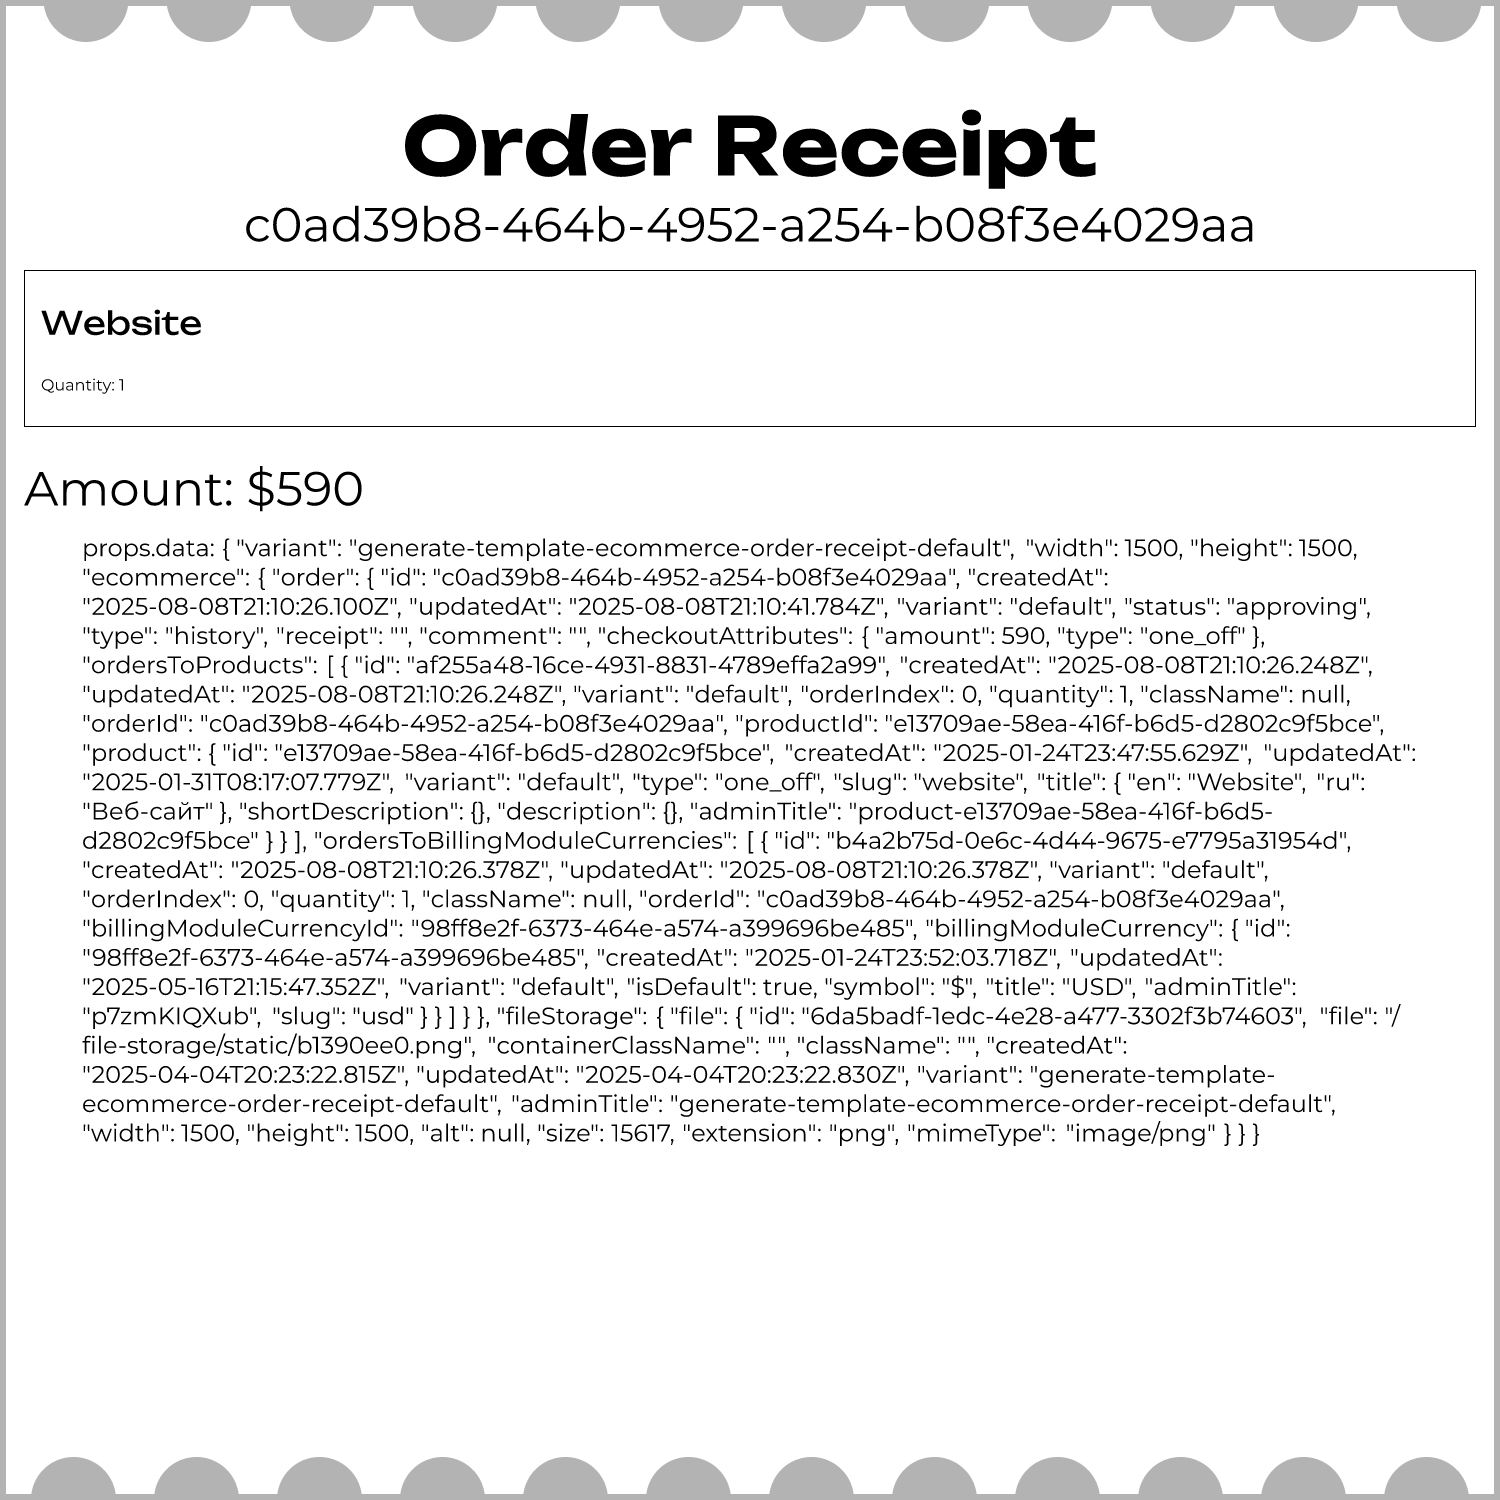 Order Receipt
c0ad39b8-464b-4952-a254-b08f3e4029aa
Website
Quantity: 1
Amount: $590
props.data: { "variant": "generate-template-ecommerce-order-receipt-default", "width": 1500, "height": 1500,
"ecommerce": { "order": { "id": "c0ad39b8-464b-4952-a254-b08f3e4029aa", "createdAt":
"2025-08-08T21:10:26.100Z", "updatedAt": "2025-08-08T21:10:41.784Z", "variant": "default", "status": "approving",
"type": "history", "receipt": "", "comment": "", "checkoutAttributes": { "amount": 590, "type": "one_off" },
"ordersToProducts": [ { "id": "af255a48-16ce-4931-8831-4789effa2a99", "createdAt": "2025-08-08T21:10:26.248Z",
"updatedAt": "2025-08-08T21:10:26.248Z", "variant": "default", "orderIndex": 0, "quantity": 1, "className": null,
"orderId": "c0ad39b8-464b-4952-a254-b08f3e4029aa", "productId": "e13709ae-58ea-416f-b6d5-d2802c9f5bce",
"product": { "id": "e13709ae-58ea-416f-b6d5-d2802c9f5bce", "createdAt": "2025-01-24T23:47:55.629Z", "updatedAt":
"2025-01-31T08:17:07.779Z", "variant": "default", "type": "one_off", "slug": "website", "title": { "en": "Website", "ru":
"Веб-сайт" }, "shortDescription": {}, "description": {}, "adminTitle": "product-e13709ae-58ea-416f-b6d5-
d2802c9f5bce" } } ], "ordersToBillingModuleCurrencies": [ { "id": "b4a2b75d-0e6c-4d44-9675-e7795a31954d",
"createdAt": "2025-08-08T21:10:26.378Z", "updatedAt": "2025-08-08T21:10:26.378Z", "variant": "default",
"orderIndex": 0, "quantity": 1, "className": null, "orderId": "c0ad39b8-464b-4952-a254-b08f3e4029aa",
"billingModuleCurrencyId": "98ff8e2f-6373-464e-a574-a399696be485", "billingModuleCurrency": { "id":
"98ff8e2f-6373-464e-a574-a399696be485", "createdAt": "2025-01-24T23:52:03.718Z", "updatedAt":
"2025-05-16T21:15:47.352Z", "variant": "default", "isDefault": true, "symbol": "$", "title": "USD", "adminTitle":
"p7zmKIQXub", "slug": "usd" } } ] } }, "fileStorage": { "file": { "id": "6da5badf-1edc-4e28-a477-3302f3b74603", "file": "/
file-storage/static/b1390ee0.png", "containerClassName": "", "className": "", "createdAt":
"2025-04-04T20:23:22.815Z", "updatedAt": "2025-04-04T20:23:22.830Z", "variant": "generate-template-
ecommerce-order-receipt-default", "adminTitle": "generate-template-ecommerce-order-receipt-default",
"width": 1500, "height": 1500, "alt": null, "size": 15617, "extension": "png", "mimeType": "image/png" } } }